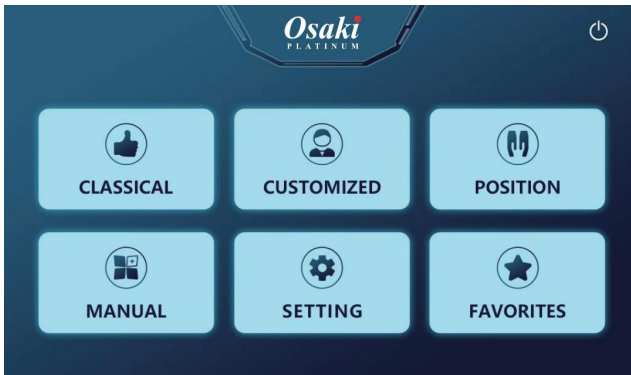 Osaki
PLATINUM
CLASSICAL
CUSTOMIZED
POSITION
MANUAL
SETTING
FAVORITES